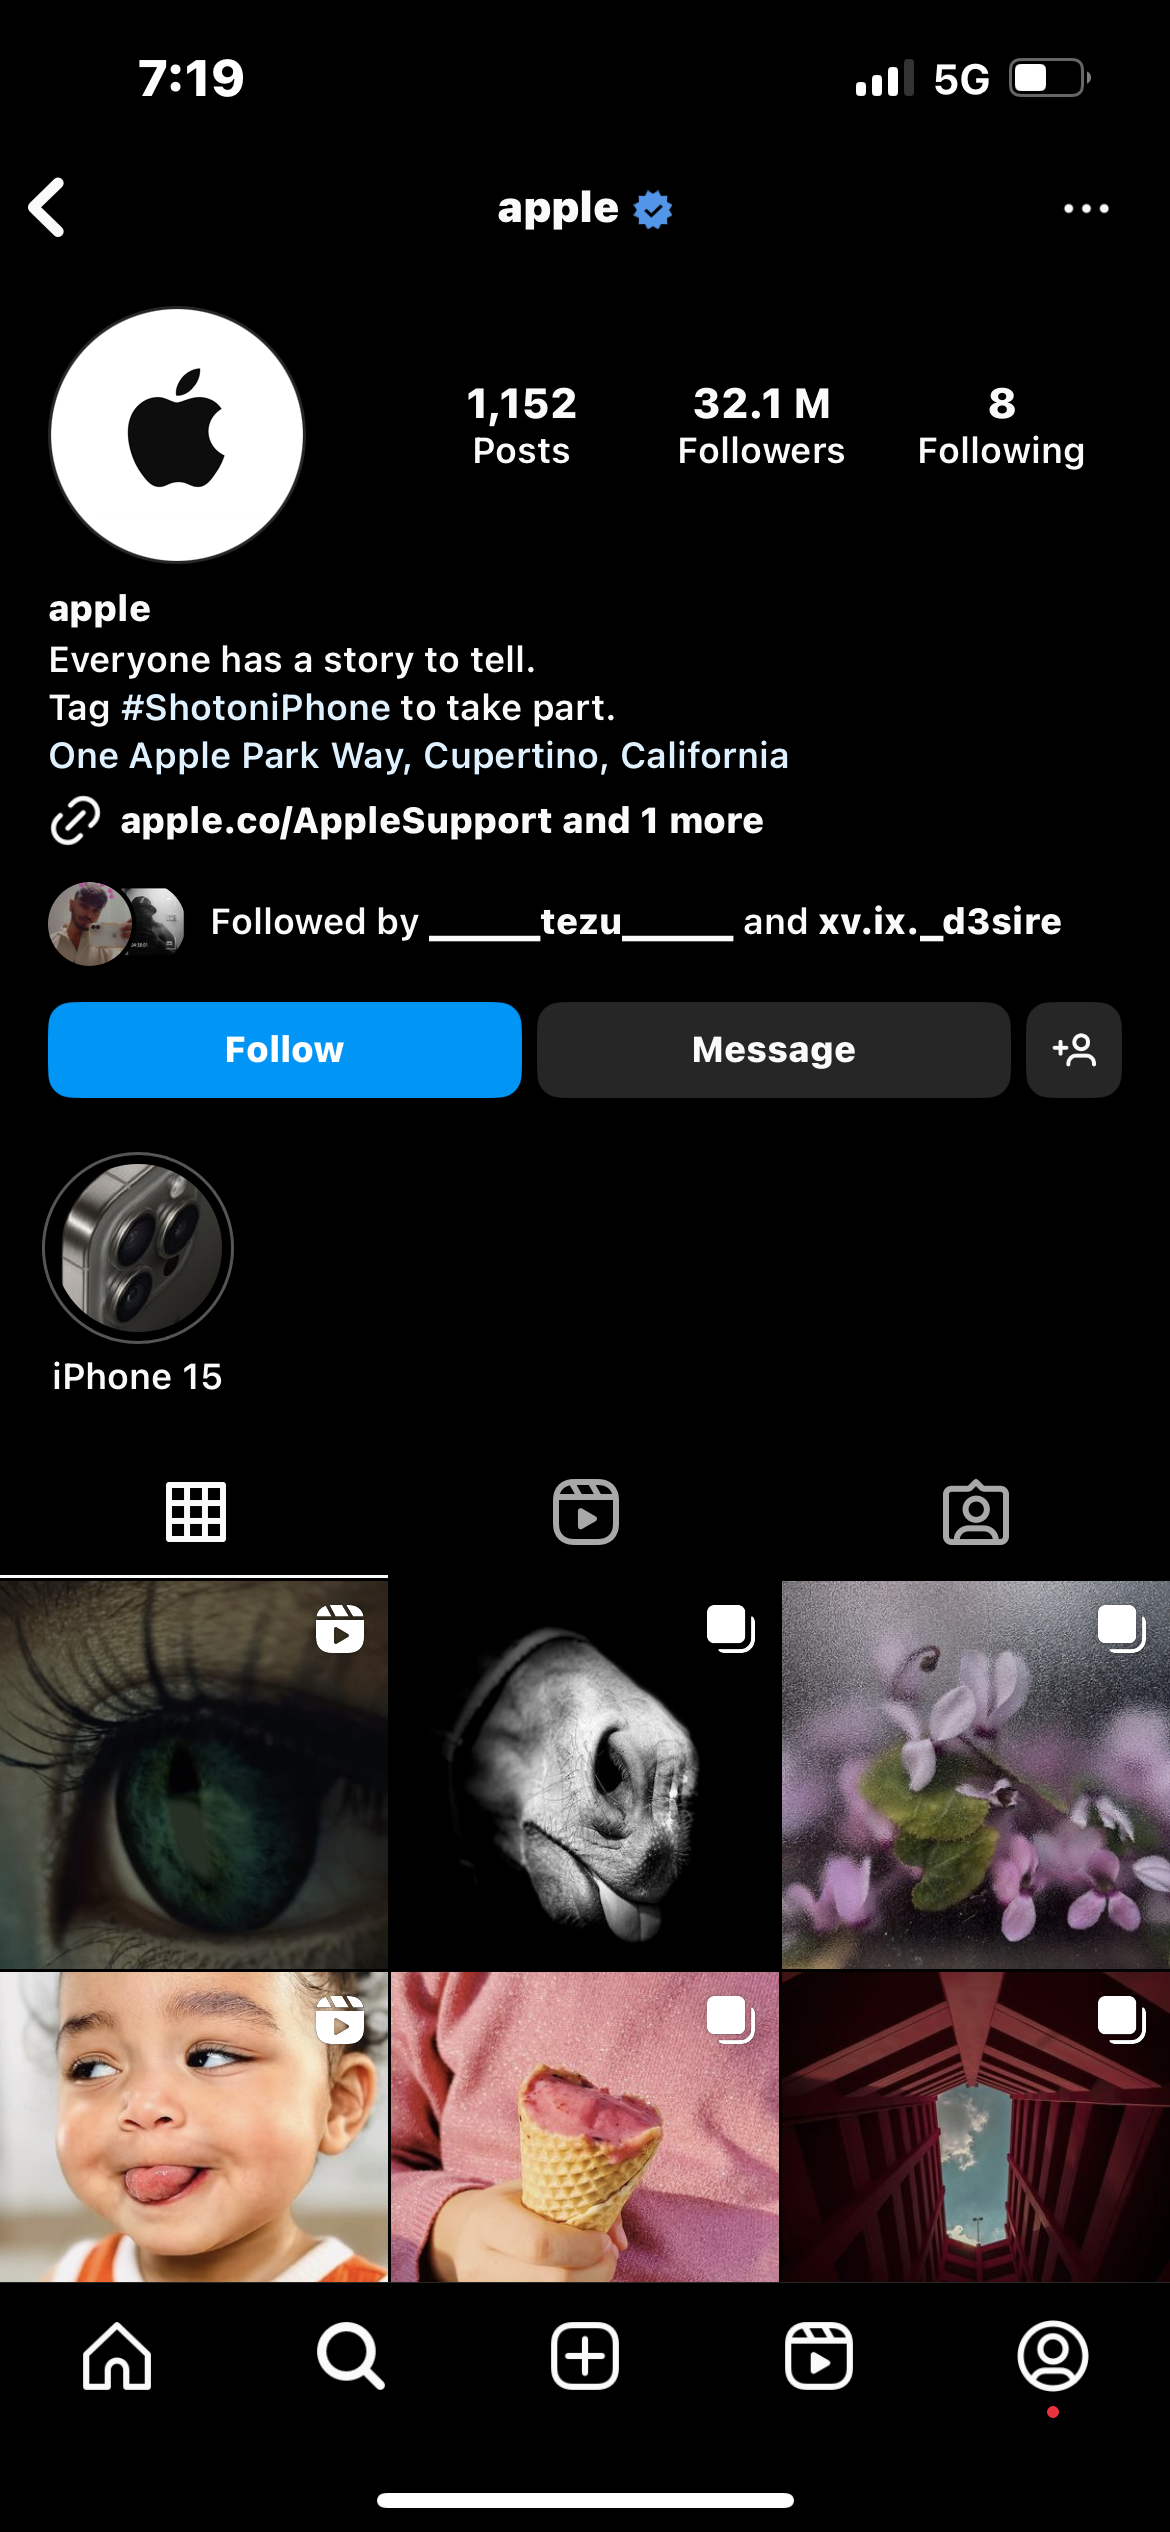 7:19
5G
apple
1,152
Posts
32.1 M
Followers
8
Following
apple
Everyone has a story to tell.
Tag #ShotoniPhone to take part.
One Apple Park Way, Cupertino, California
apple.co/AppleSupport and 1 more
Followed by ______tezu______ and xv.ix._d3sire
Follow
Message
iPhone 15